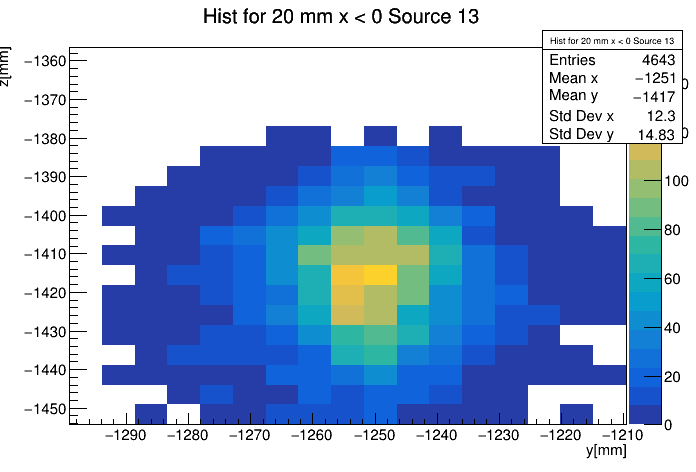 Hist for 20 mm x < 0 Source 13
Hist for 20 mm x < 0 Source 13
Entries 4643
Mean x −1251
Mean y −1417
Std Dev x 12.3
Std Dev y 14.83
z[mm]
−1360
−1370
−1380
−1390
−1400
−1410
−1420
−1430
−1440
−1450
−1290 −1280 −1270 −1260 −1250 −1240 −1230 −1220 −1210
y[mm]
100
80
60
40
20
0